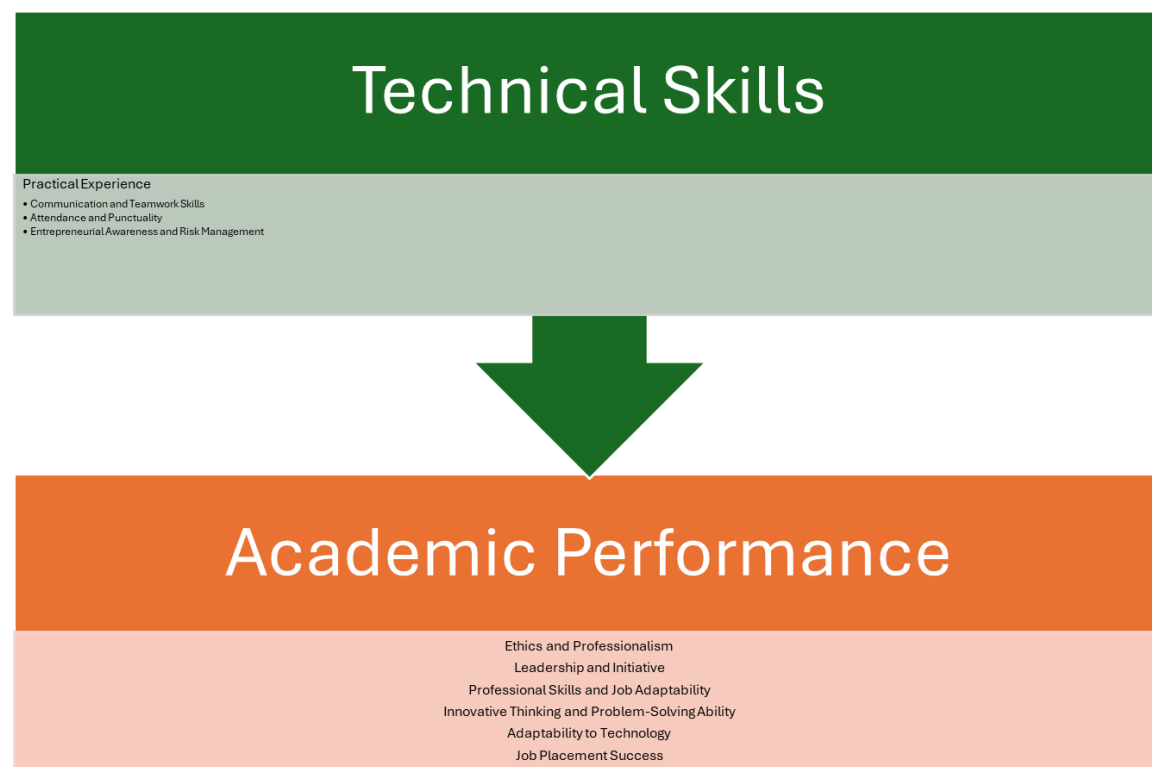 Technical Skills
Practical Experience
• Communication and Teamwork Skills
• Attendance and Punctuality
• Entrepreneurial Awareness and Risk Management
Academic Performance
Ethics and Professionalism
Leadership and Initiative
Professional Skills and Job Adaptability
Innovative Thinking and Problem-Solving Ability
Adaptability to Technology
Job Placement Success